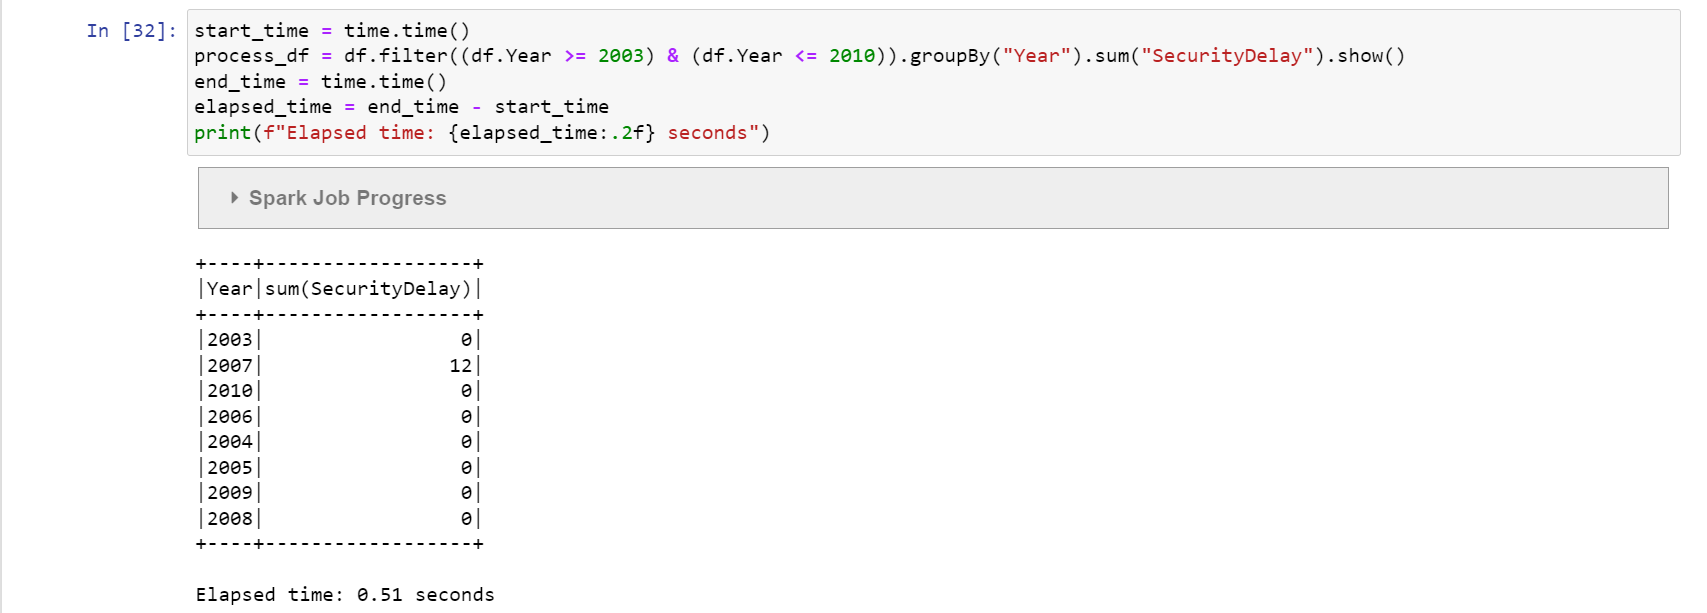 In [32]: start_time = time.time()
process_df = df.filter((df.Year >= 2003) & (df.Year <= 2010)).groupBy("Year").sum("SecurityDelay").show()
end_time = time.time()
elapsed_time = end_time - start_time
print(f"Elapsed time: {elapsed_time:.2f} seconds")
Spark Job Progress
+----+------------------+
|Year|sum(SecurityDelay)|
+----+------------------+
|2003|                 0|
|2007|                12|
|2010|                 0|
|2006|                 0|
|2004|                 0|
|2005|                 0|
|2009|                 0|
|2008|                 0|
+----+------------------+
Elapsed time: 0.51 seconds